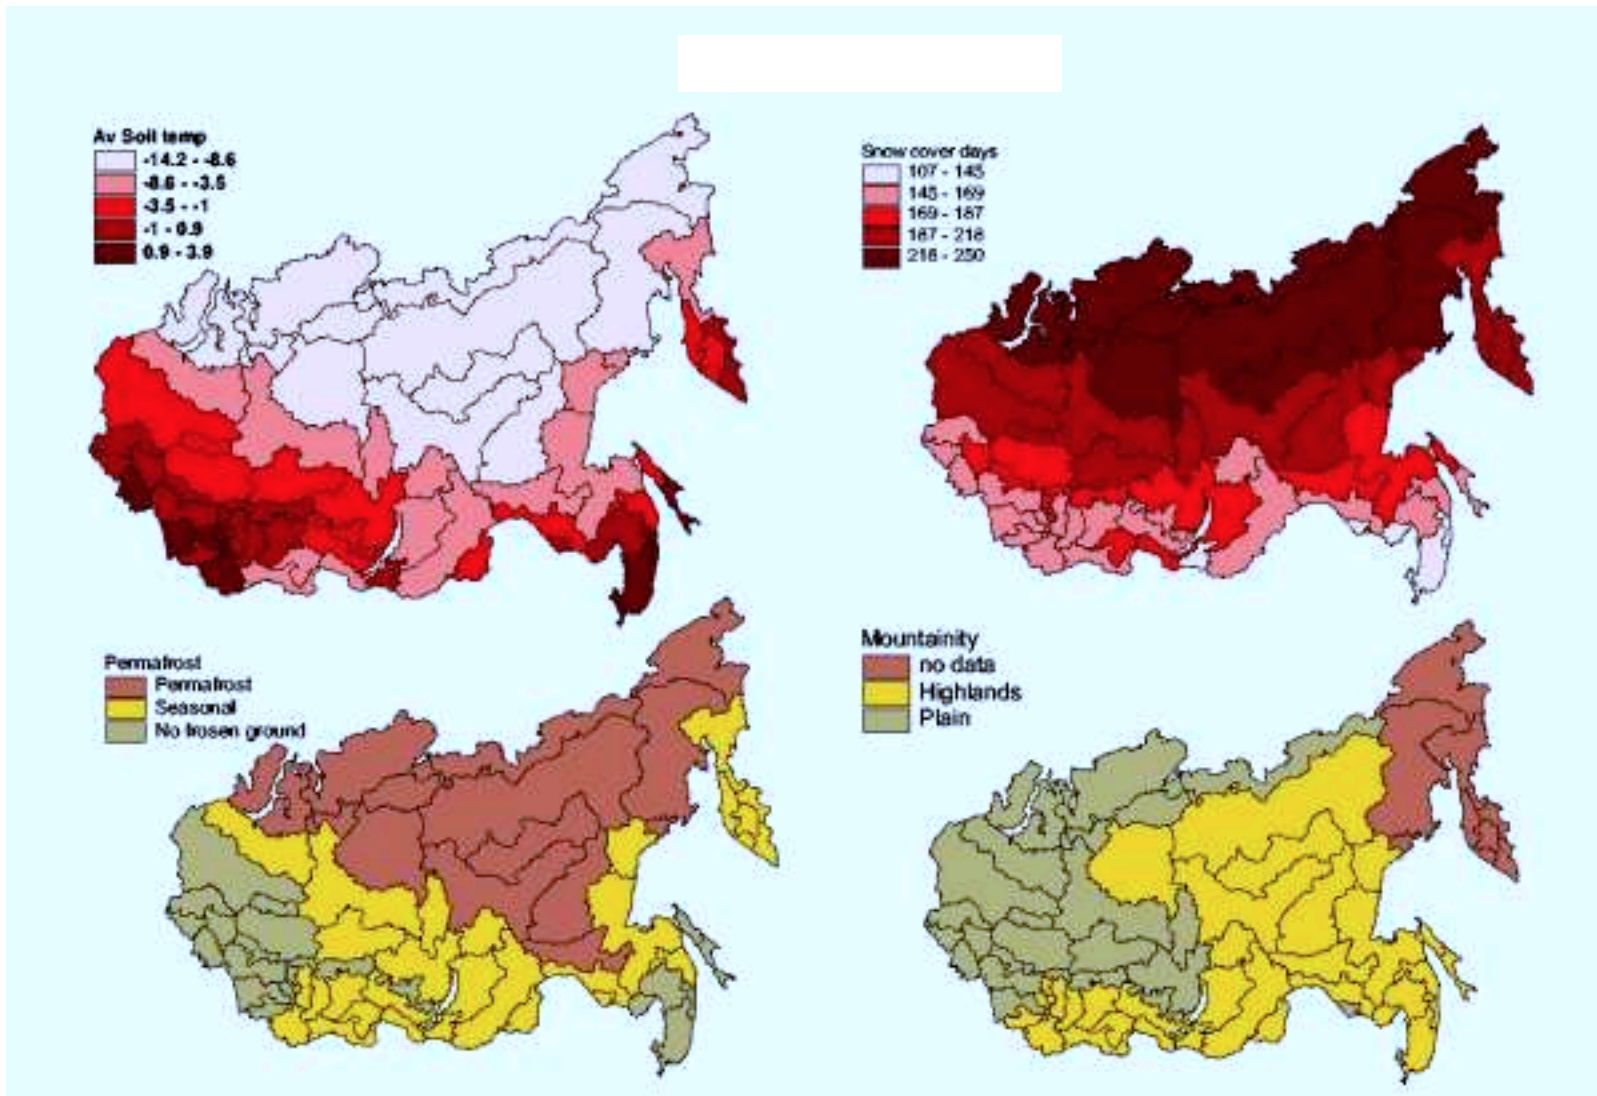 Av Soil temp
-14.2 - -8.6
-8.6 - -3.5
-3.5 - -1
-1 - 0.9
0.9 - 3.9
Snow cover days
107 - 145
145 - 169
169 - 187
187 - 218
218 - 250
Permafrost
Permafrost
Seasonal
No frosen ground
Mountainity
no data
Highlands
Plain